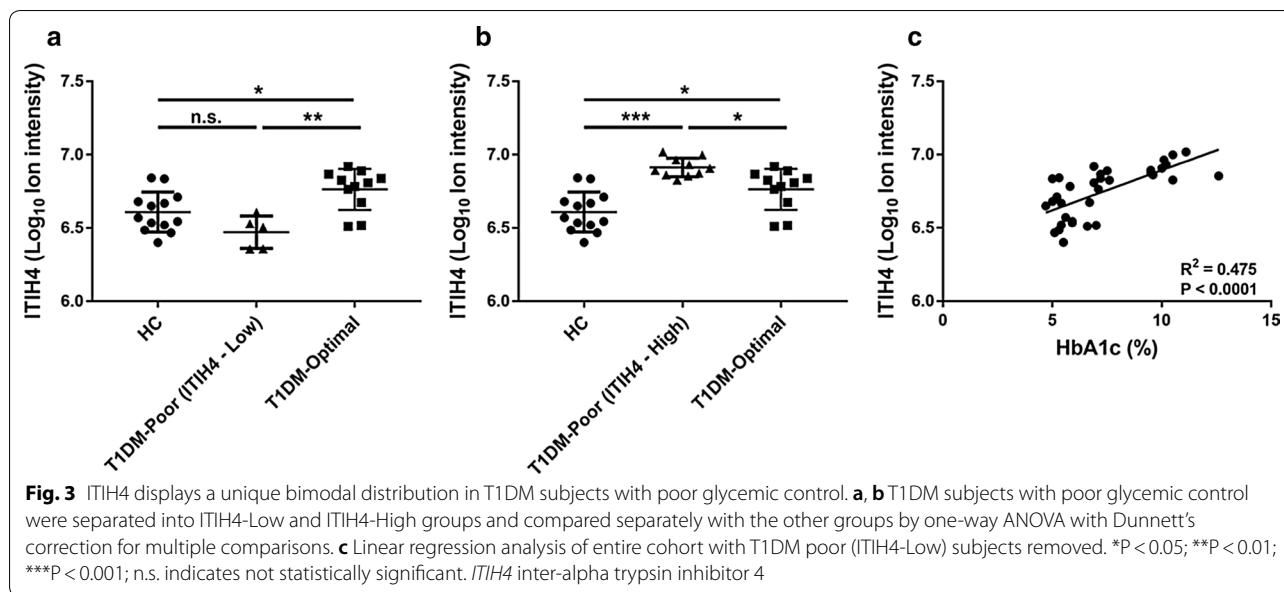 a
7.5
7.0
6.5
6.0
ITIH4 (Log10 Ion intensity)
*
n.s.
**
HC
T1DM-Poor (ITIH4 - Low)
T1DM-Optimal
b
7.5
7.0
6.5
6.0
ITIH4 (Log10 Ion intensity)
*
***
*
HC
T1DM-Poor (ITIH4 - High)
T1DM-Optimal
c
7.5
7.0
6.5
6.0
ITIH4 (Log10 Ion intensity)
R² = 0.475
P < 0.0001
0 5 10 15
HbA1c (%)
Fig. 3 ITIH4 displays a unique bimodal distribution in T1DM subjects with poor glycemic control. a, b T1DM subjects with poor glycemic control
were separated into ITIH4-Low and ITIH4-High groups and compared separately with the other groups by one-way ANOVA with Dunnett's
correction for multiple comparisons. c Linear regression analysis of entire cohort with T1DM poor (ITIH4-Low) subjects removed. *P < 0.05; **P < 0.01;
***P < 0.001; n.s. indicates not statistically significant. ITIH4 inter-alpha trypsin inhibitor 4